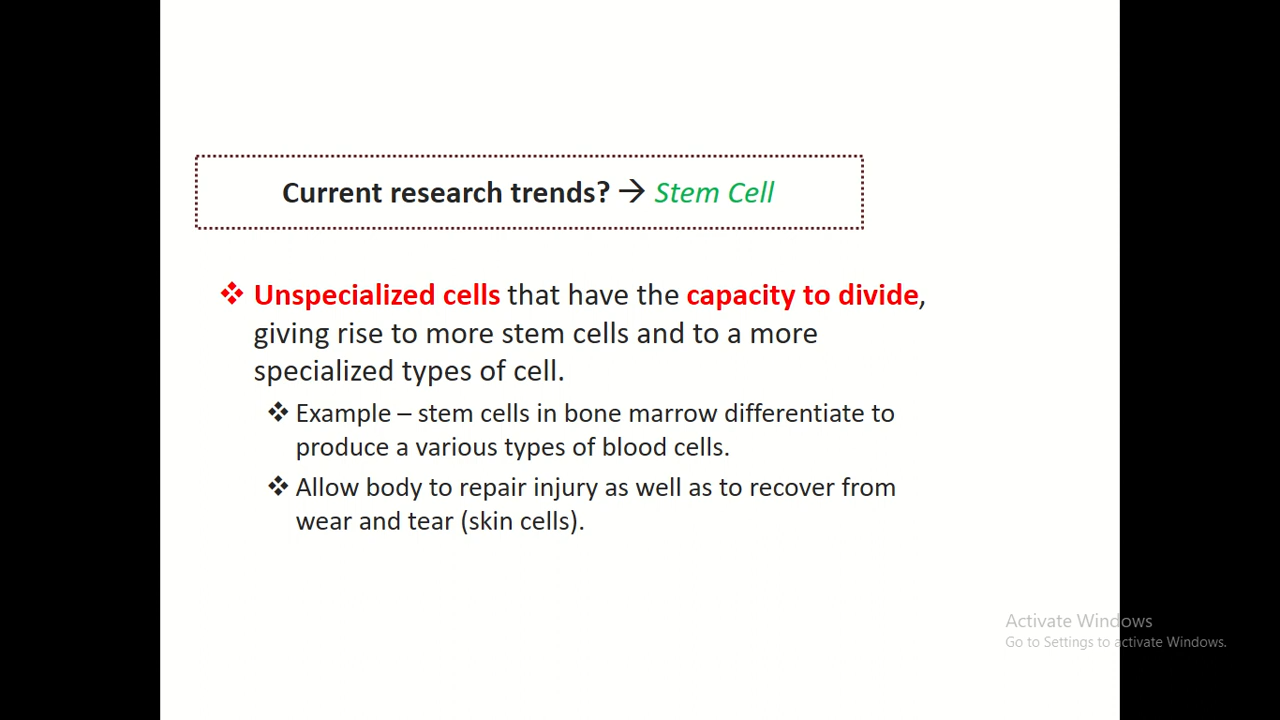 Current research trends? → Stem Cell
❖ Unspecialized cells that have the capacity to divide,
giving rise to more stem cells and to a more
specialized types of cell.
❖ Example – stem cells in bone marrow differentiate to
produce a various types of blood cells.
❖ Allow body to repair injury as well as to recover from
wear and tear (skin cells).
Activate Windows
Go to Settings to activate Windows.